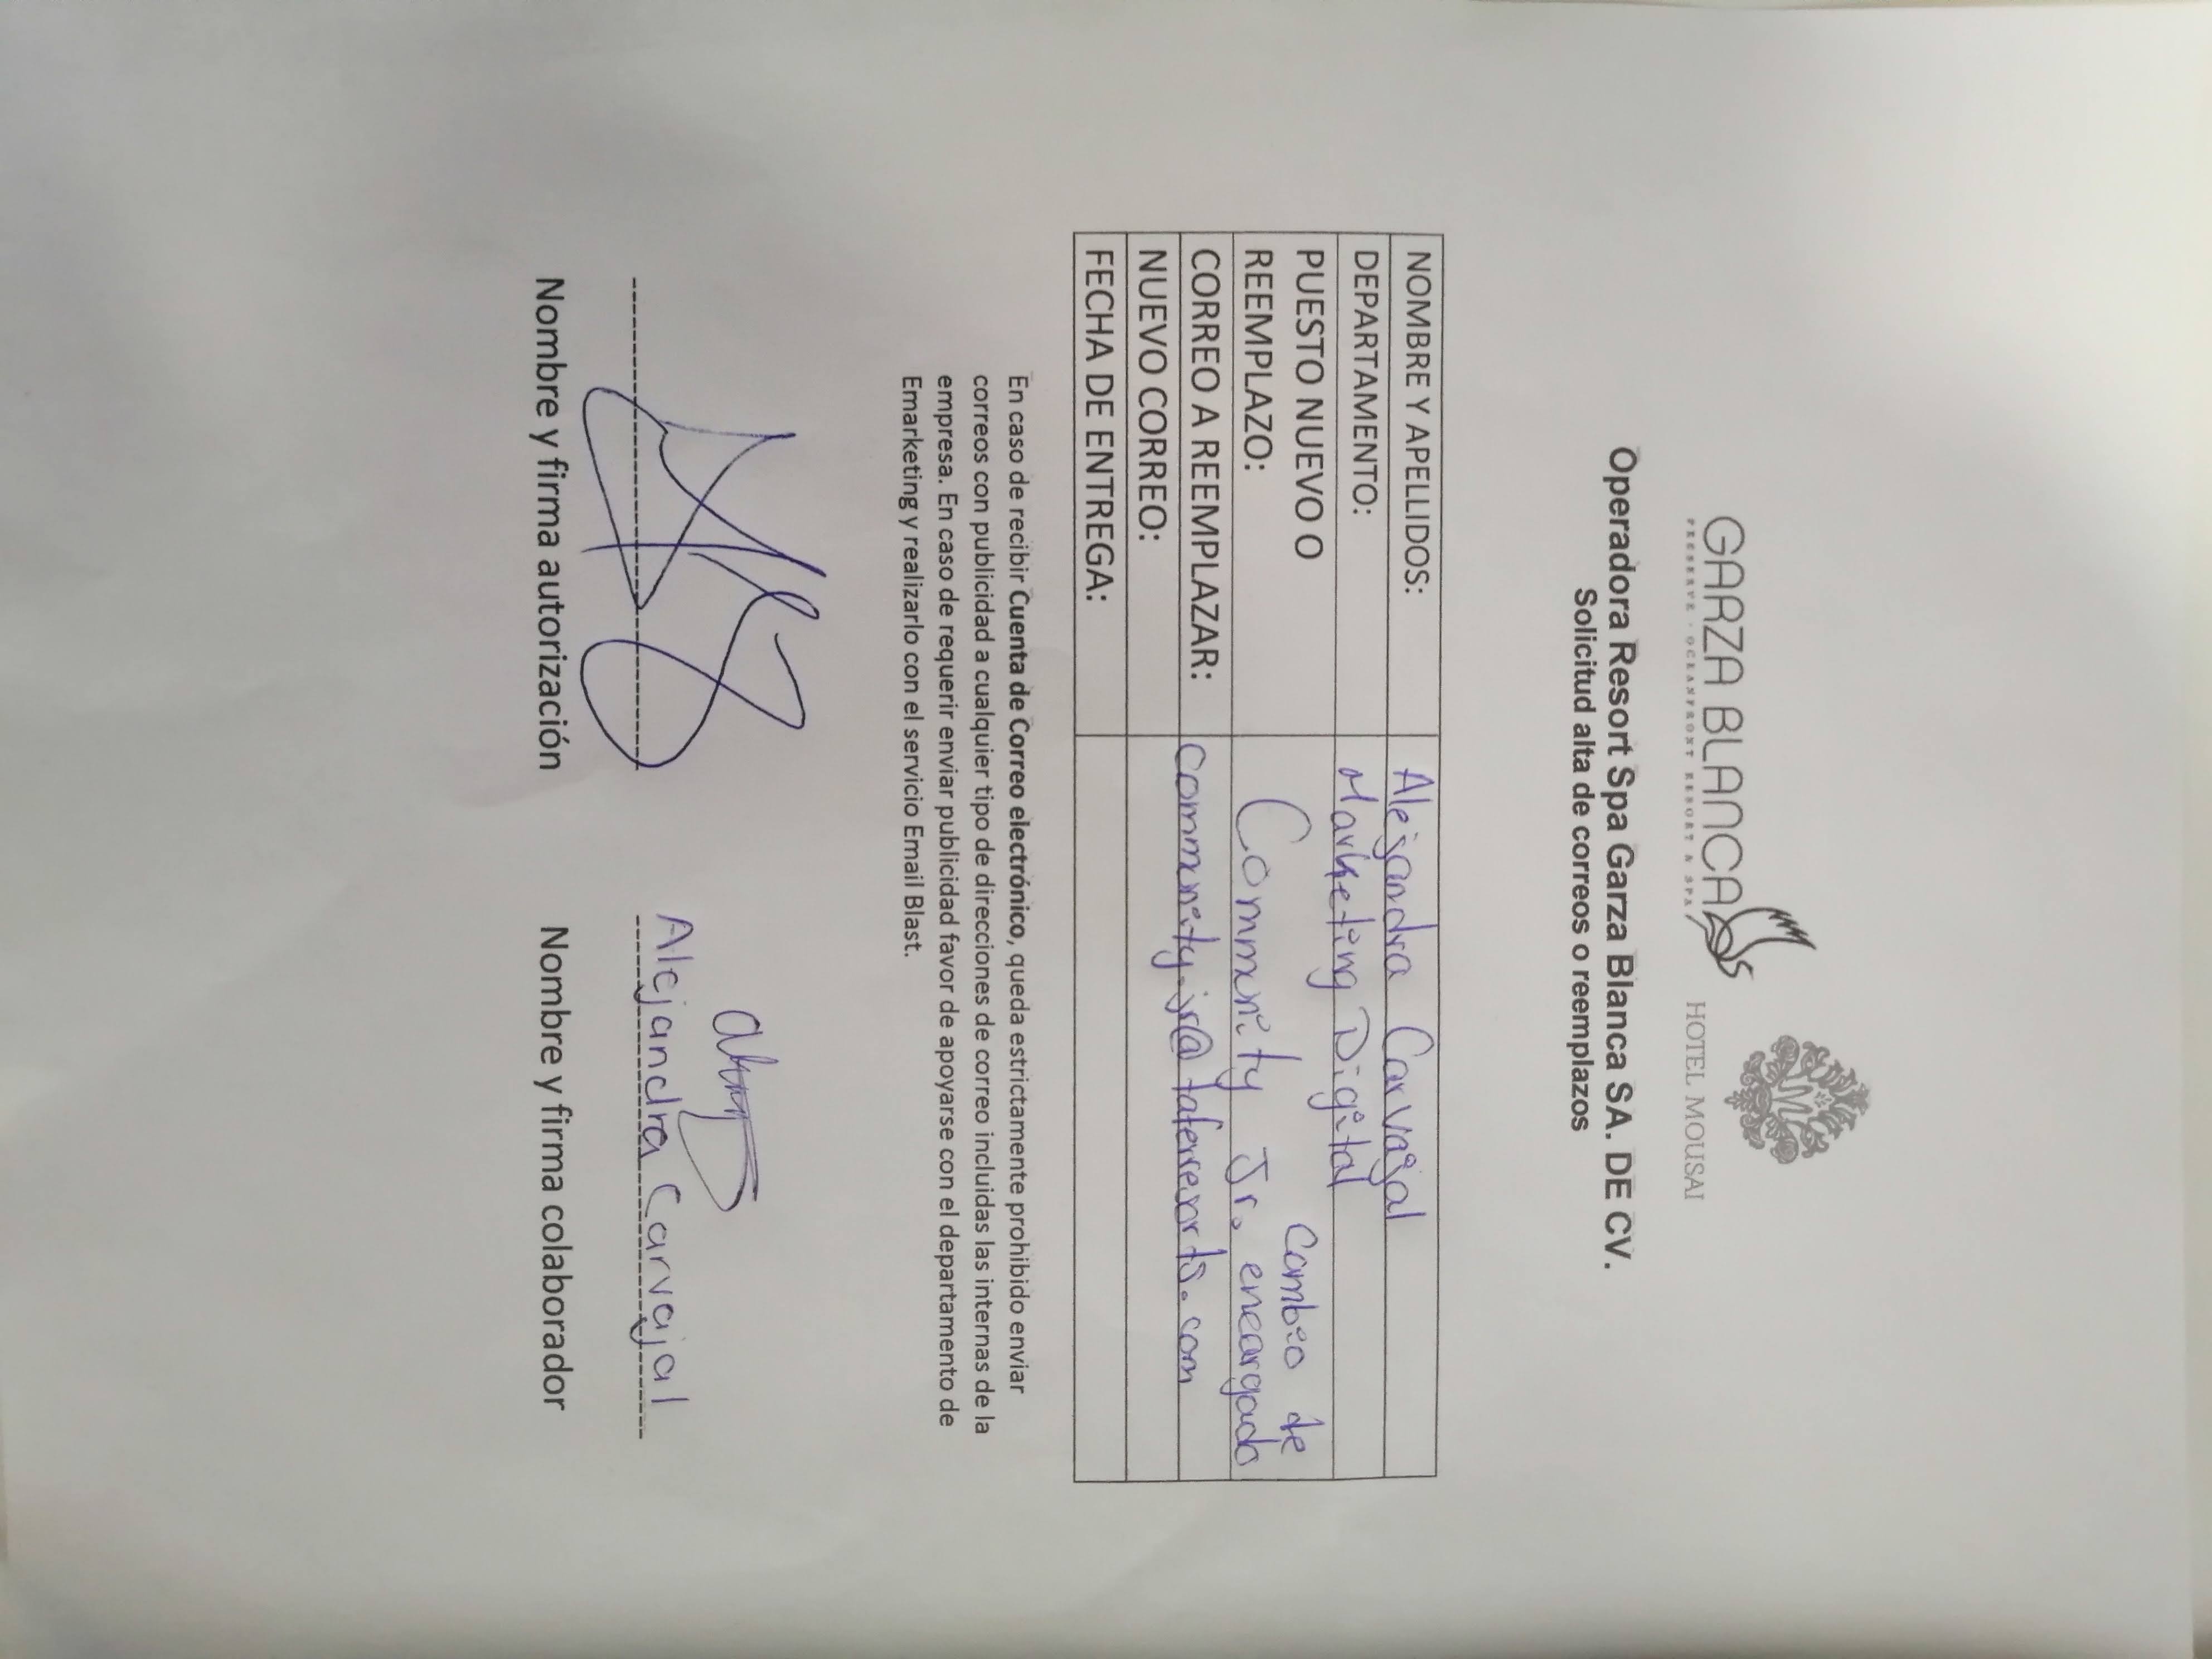 GARZA BLANCA
PRESERVE · OCEANFRONT RESORT & SPA
HOTEL MOUSAI
Operadora Resort Spa Garza Blanca SA. DE CV.
Solicitud alta de correos o reemplazos
NOMBRE Y APELLIDOS: Alejandra Carvajal
DEPARTAMENTO: Marketing Digital
PUESTO NUEVO O Cambio de
REEMPLAZO: Community Jr. encargado
CORREO A REEMPLAZAR: community.jr@taferresorts.com
NUEVO CORREO:
FECHA DE ENTREGA:
En caso de recibir Cuenta de Correo electrónico, queda estrictamente prohibido enviar
correos con publicidad a cualquier tipo de direcciones de correo incluidas las internas de la
empresa. En caso de requerir enviar publicidad favor de apoyarse con el departamento de
Emarketing y realizarlo con el servicio Email Blast.
Alejandra Carvajal
Nombre y firma autorización Nombre y firma colaborador